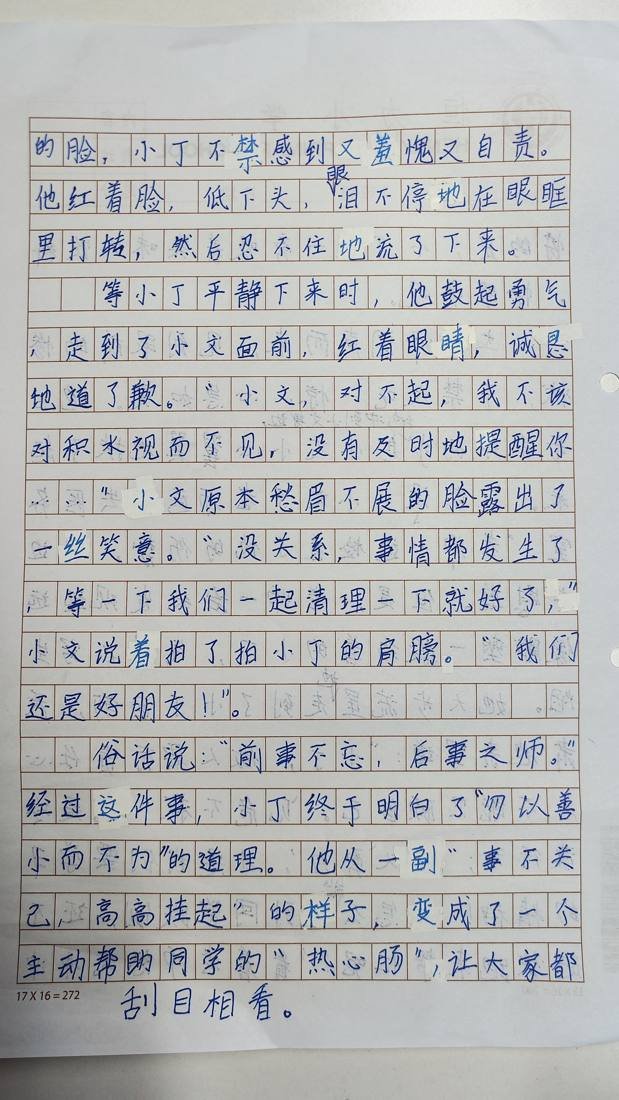 的脸，小丁不禁感到又羞愧又自责。
他红着脸，低下头，眼泪不停地在眼眶
里打转，然后忍不住地流了下来。
等小丁平静下来时，他鼓起勇气
，走到了小文面前，红着眼睛，诚恳
地道了歉。“小文，对不起，我不该
对积水视而不见，没有及时地提醒你
……”小文原本愁眉不展的脸露出了
一丝笑意。“没关系，事情都发生了
，等一下我们一起清理一下就好了，”
小文说着拍了拍小丁的肩膀。“我们
还是好朋友！”。
俗话说：“前事不忘，后事之师。”
经过这件事，小丁终于明白了“勿以善
小而不为”的道理。他从一副“事不关
己，高高挂起”的样子，变成了一个
主动帮助同学的“热心肠”，让大家都
17 X 16 = 272
刮目相看。